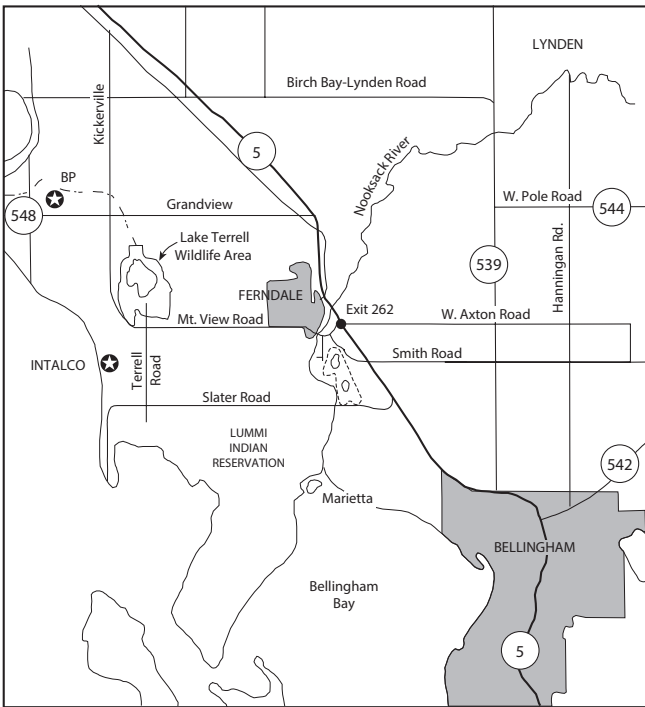 LYNDEN
Birch Bay-Lynden Road
Kickerville
5
Nooksack River
BP
W. Pole Road
544
548
Grandview
Hanningan Rd.
Lake Terrell
Wildlife Area
539
FERNDALE
Exit 262
W. Axton Road
Mt. View Road
Smith Road
INTALCO
Terrell
Road
Slater Road
LUMMI
INDIAN
RESERVATION
542
Marietta
BELLINGHAM
Bellingham
Bay
5